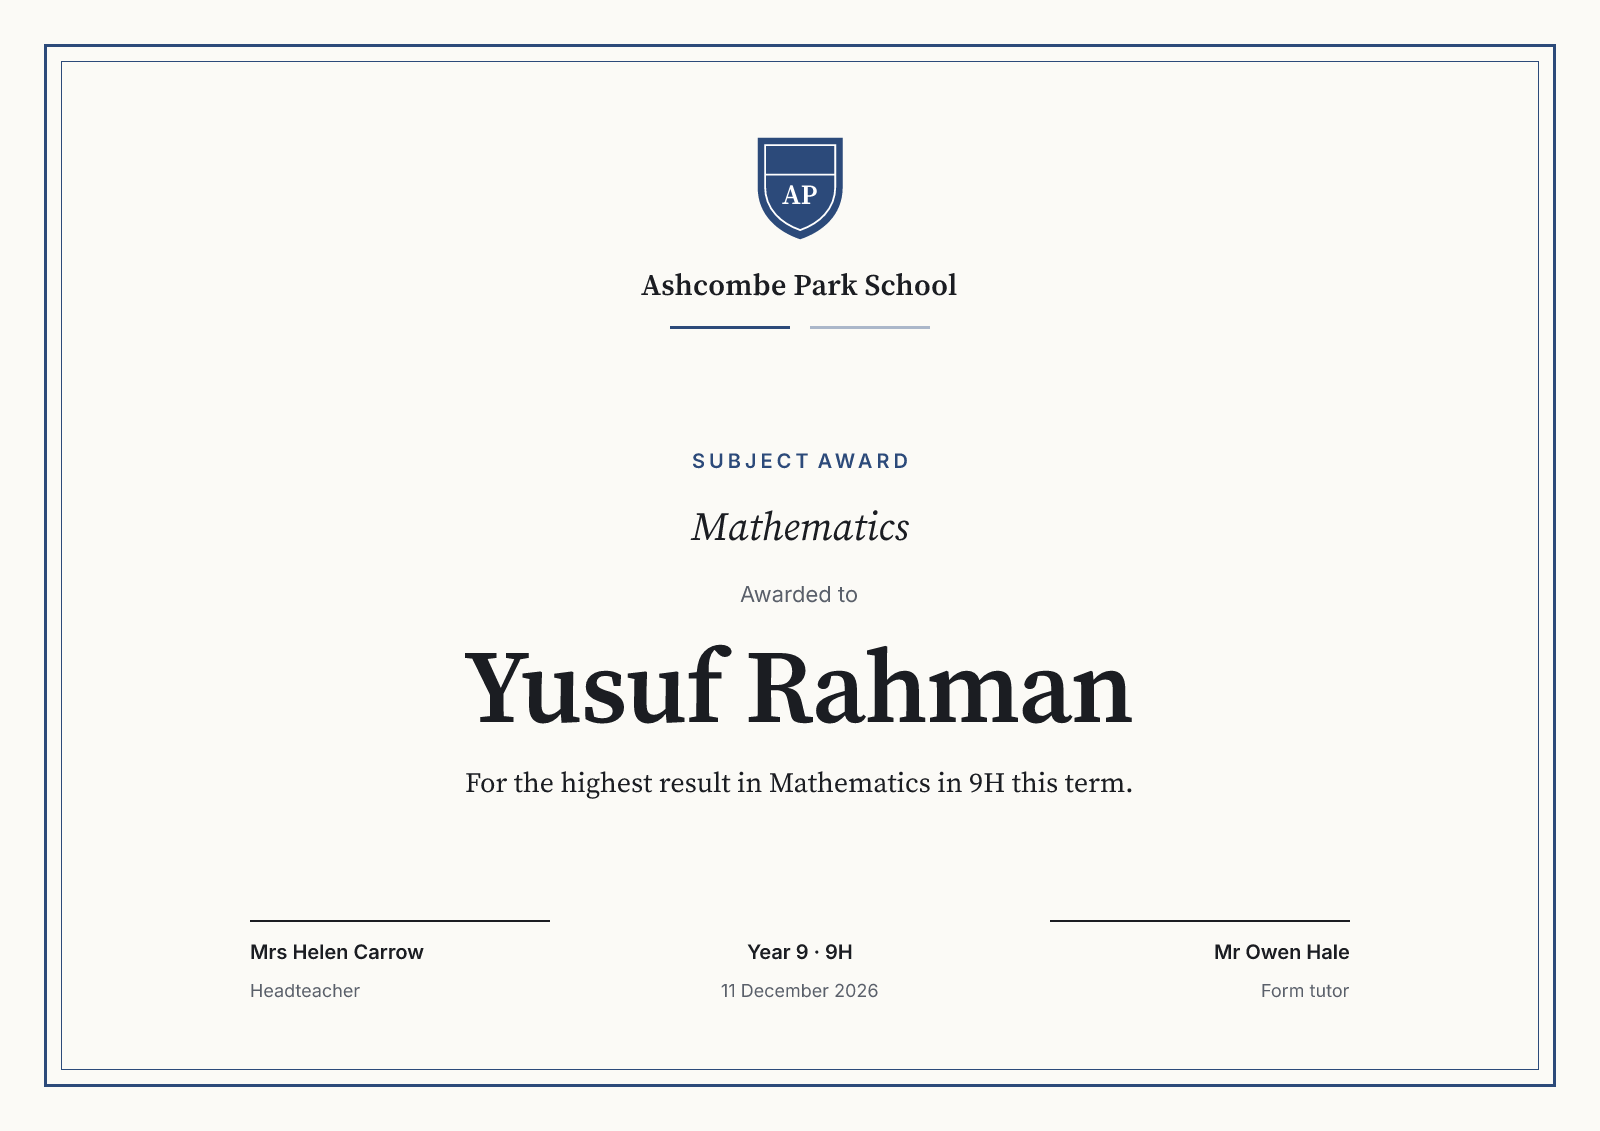 AP
Ashcombe Park School
SUBJECT AWARD
Mathematics
Awarded to
Yusuf Rahman
For the highest result in Mathematics in 9H this term.
Mrs Helen Carrow
Headteacher
Year 9 · 9H
11 December 2026
Mr Owen Hale
Form tutor